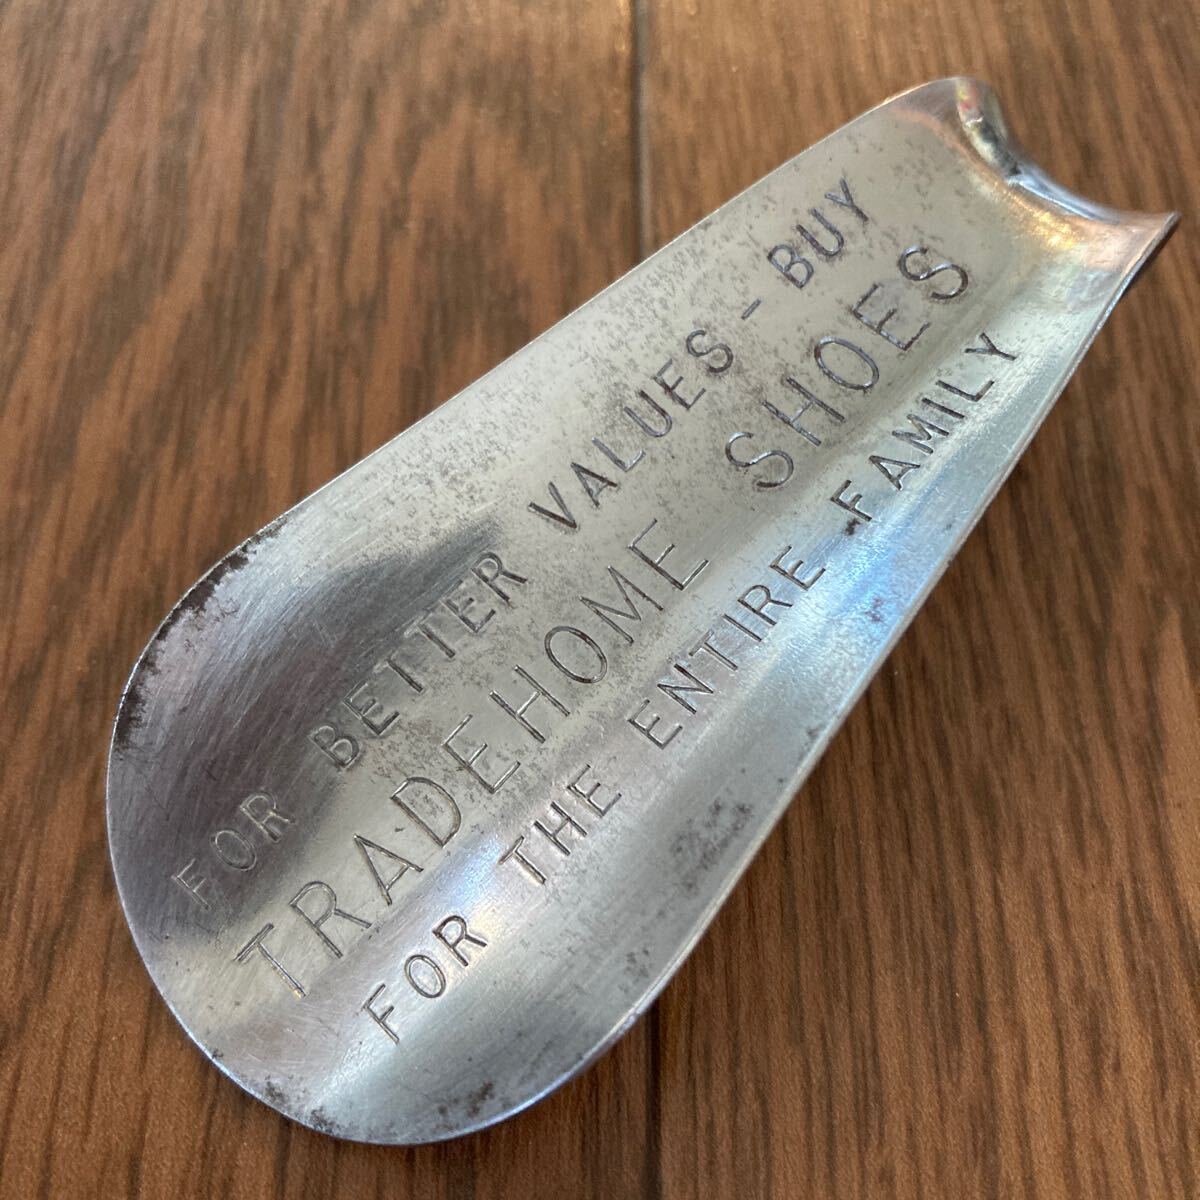 FOR BETTER VALUES - BUY
TRADEHOME SHOES
FOR THE ENTIRE FAMILY